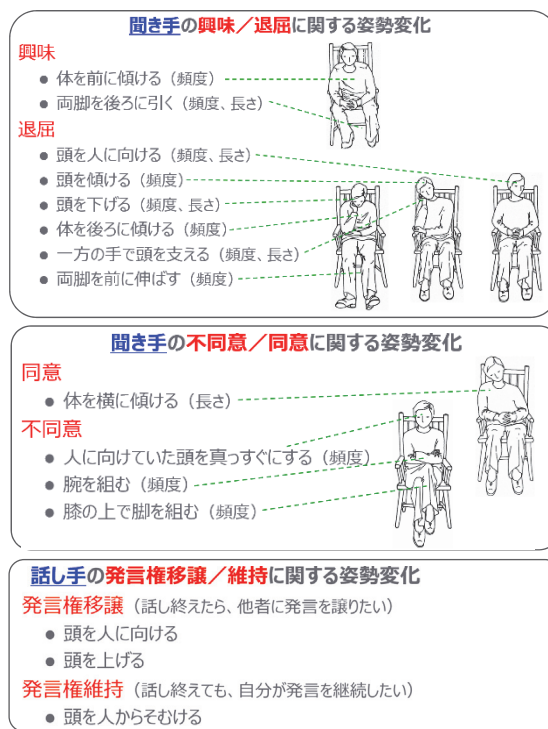 聞き手の興味／退屈に関する姿勢変化
興味
● 体を前に傾ける（頻度）
● 両脚を後ろに引く（頻度、長さ）
退屈
● 頭を人に向ける（頻度、長さ）
● 頭を傾ける（頻度）
● 頭を下げる（頻度、長さ）
● 体を後ろに傾ける（頻度）
● 一方の手で頭を支える（頻度、長さ）
● 両脚を前に伸ばす（頻度）
聞き手の不同意／同意に関する姿勢変化
同意
● 体を横に傾ける（長さ）
不同意
● 人に向けていた頭を真っすぐにする（頻度）
● 腕を組む（頻度）
● 膝の上で脚を組む（頻度）
話し手の発言権移譲／維持に関する姿勢変化
発言権移譲（話し終えたら、他者に発言を譲りたい）
● 頭を人に向ける
● 頭を上げる
発言権維持（話し終えても、自分が発言を継続したい）
● 頭を人からそむける